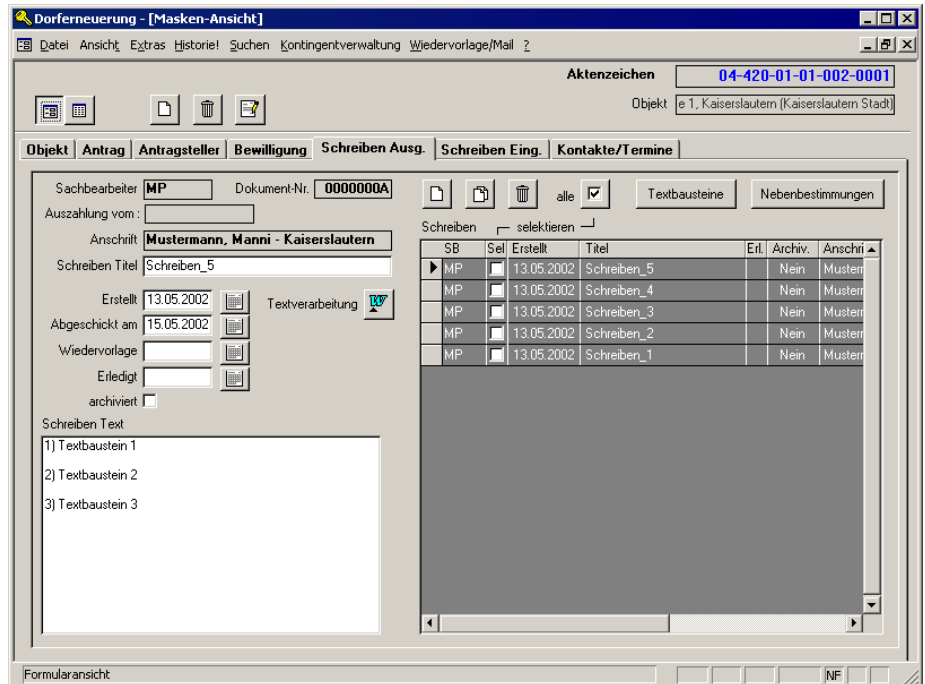 Dorferneuerung - [Masken-Ansicht]
Datei Ansicht Extras Historie! Suchen Kontingentverwaltung Wiedervorlage/Mail ?
Aktenzeichen 04-420-01-01-002-0001
Objekt e 1, Kaiserslautern (Kaiserslautern Stadt)
Objekt Antrag Antragsteller Bewilligung Schreiben Ausg. Schreiben Eing. Kontakte/Termine
Sachbearbeiter MP Dokument-Nr. 0000000A
Auszahlung vom :
Anschrift Mustermann, Manni - Kaiserslautern
Schreiben Titel Schreiben_5
Erstellt 13.05.2002 Textverarbeitung
Abgeschickt am 15.05.2002
Wiedervorlage
Erledigt
archiviert
Schreiben Text
1) Textbaustein 1
2) Textbaustein 2
3) Textbaustein 3
alle Textbausteine Nebenbestimmungen
Schreiben selektieren
SB Sel Erstellt Titel Erl. Archiv. Anschri
MP 13.05.2002 Schreiben_5 Nein Musterr
MP 13.05.2002 Schreiben_4 Nein Musterr
MP 13.05.2002 Schreiben_3 Nein Musterr
MP 13.05.2002 Schreiben_2 Nein Musterr
MP 13.05.2002 Schreiben_1 Nein Musterr
Formularansicht NF